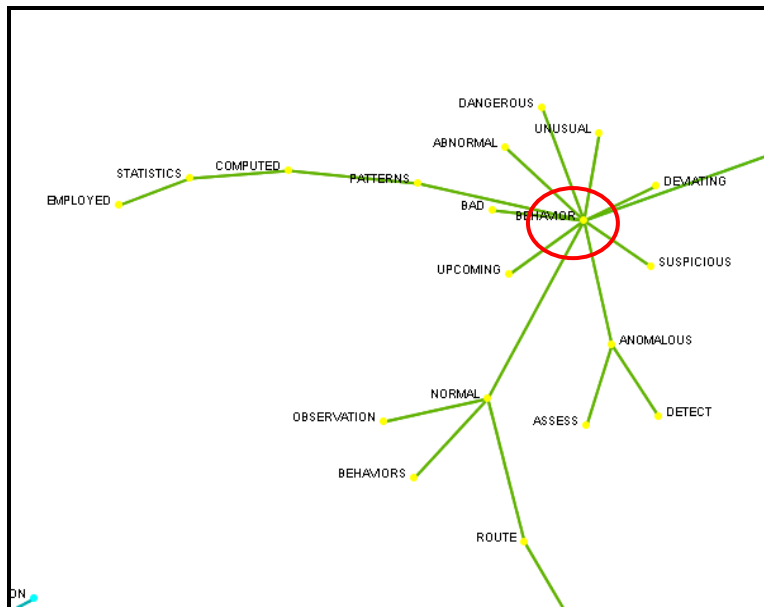 DANGEROUS
UNUSUAL
ABNORMAL
COMPUTED
STATISTICS
PATTERNS
DEVIATING
EMPLOYED
BAD
BEHAVIOR
UPCOMING
SUSPICIOUS
ANOMALOUS
NORMAL
OBSERVATION
ASSESS
DETECT
BEHAVIORS
ROUTE
ON